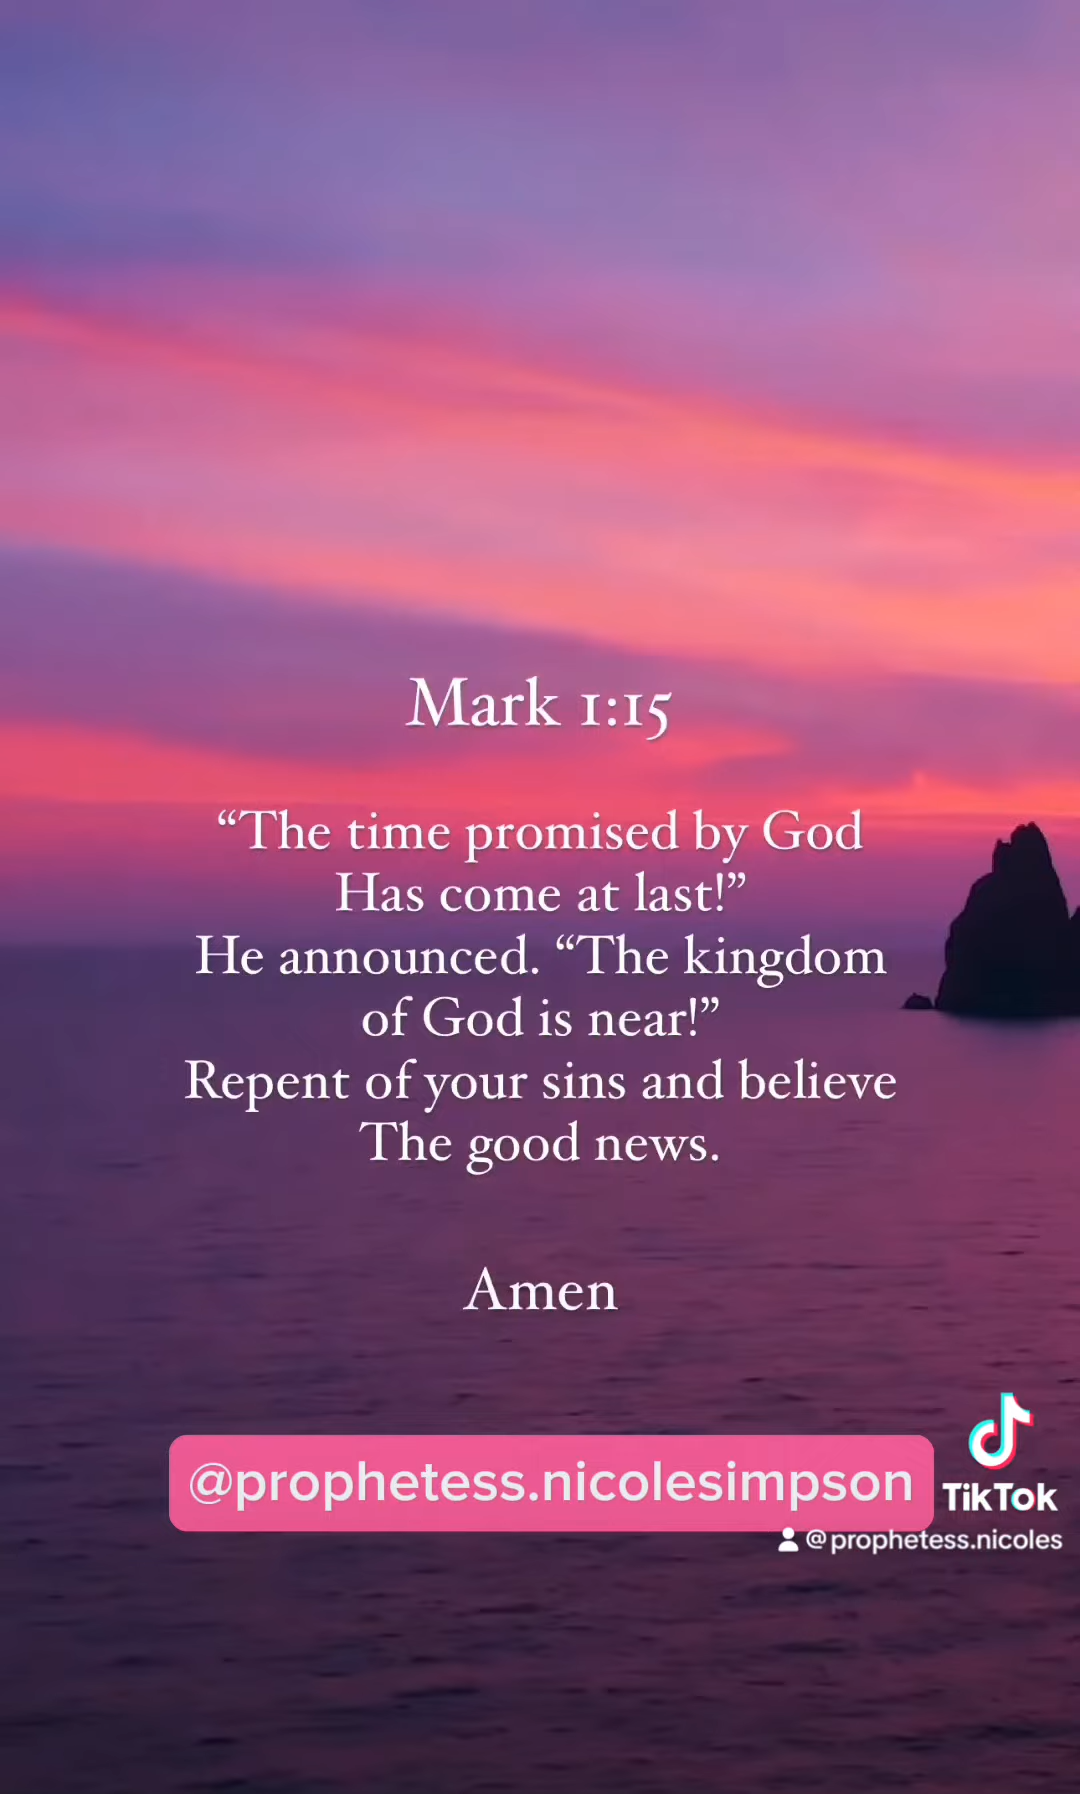 Mark 1:15
“The time promised by God
Has come at last!”
He announced. “The kingdom
of God is near!”
Repent of your sins and believe
The good news.
Amen
@prophetess.nicolesimpson
TikTok
@prophetess.nicoles